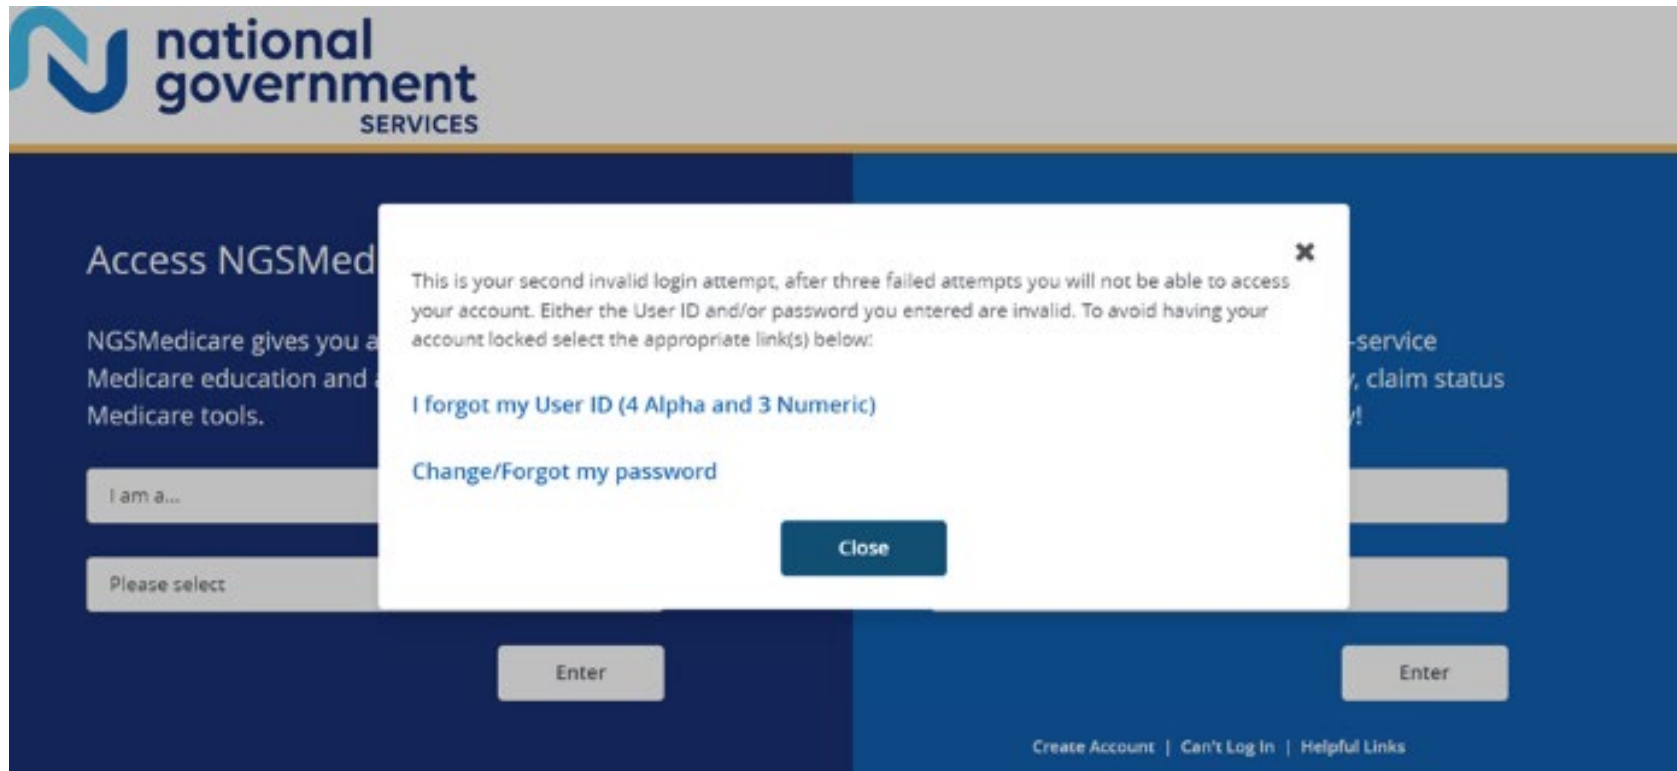 national
government
SERVICES
Access NGSMed
NGSMedicare gives you a
Medicare education and
Medicare tools.
I am a...
Please select
Enter
This is your second invalid login attempt, after three failed attempts you will not be able to access
your account. Either the User ID and/or password you entered are invalid. To avoid having your
account locked select the appropriate link(s) below:
I forgot my User ID (4 Alpha and 3 Numeric)
Change/Forgot my password
Close
-service
, claim status
!
Enter
Create Account | Can't Log In | Helpful Links